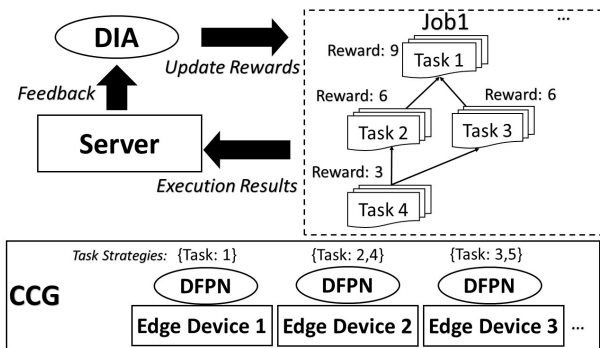 Job1
...
DIA
Update Rewards
Feedback
Server
Execution Results
Reward: 9
Task 1
Reward: 6
Reward: 6
Task 2
Task 3
Reward: 3
Task 4
Task Strategies: {Task: 1} {Task: 2,4} {Task: 3,5}
CCG
DFPN DFPN DFPN
Edge Device 1 Edge Device 2 Edge Device 3 ...